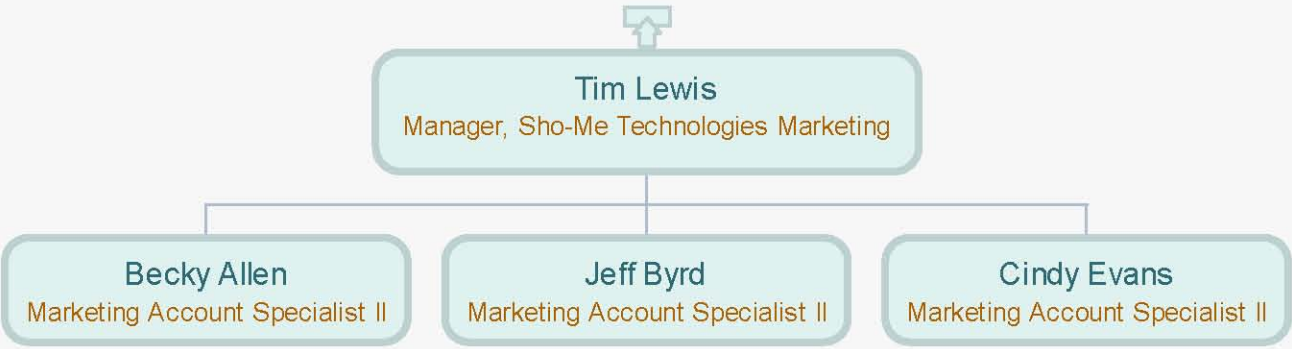 Tim Lewis
Manager, Sho-Me Technologies Marketing
Becky Allen
Marketing Account Specialist II
Jeff Byrd
Marketing Account Specialist II
Cindy Evans
Marketing Account Specialist II